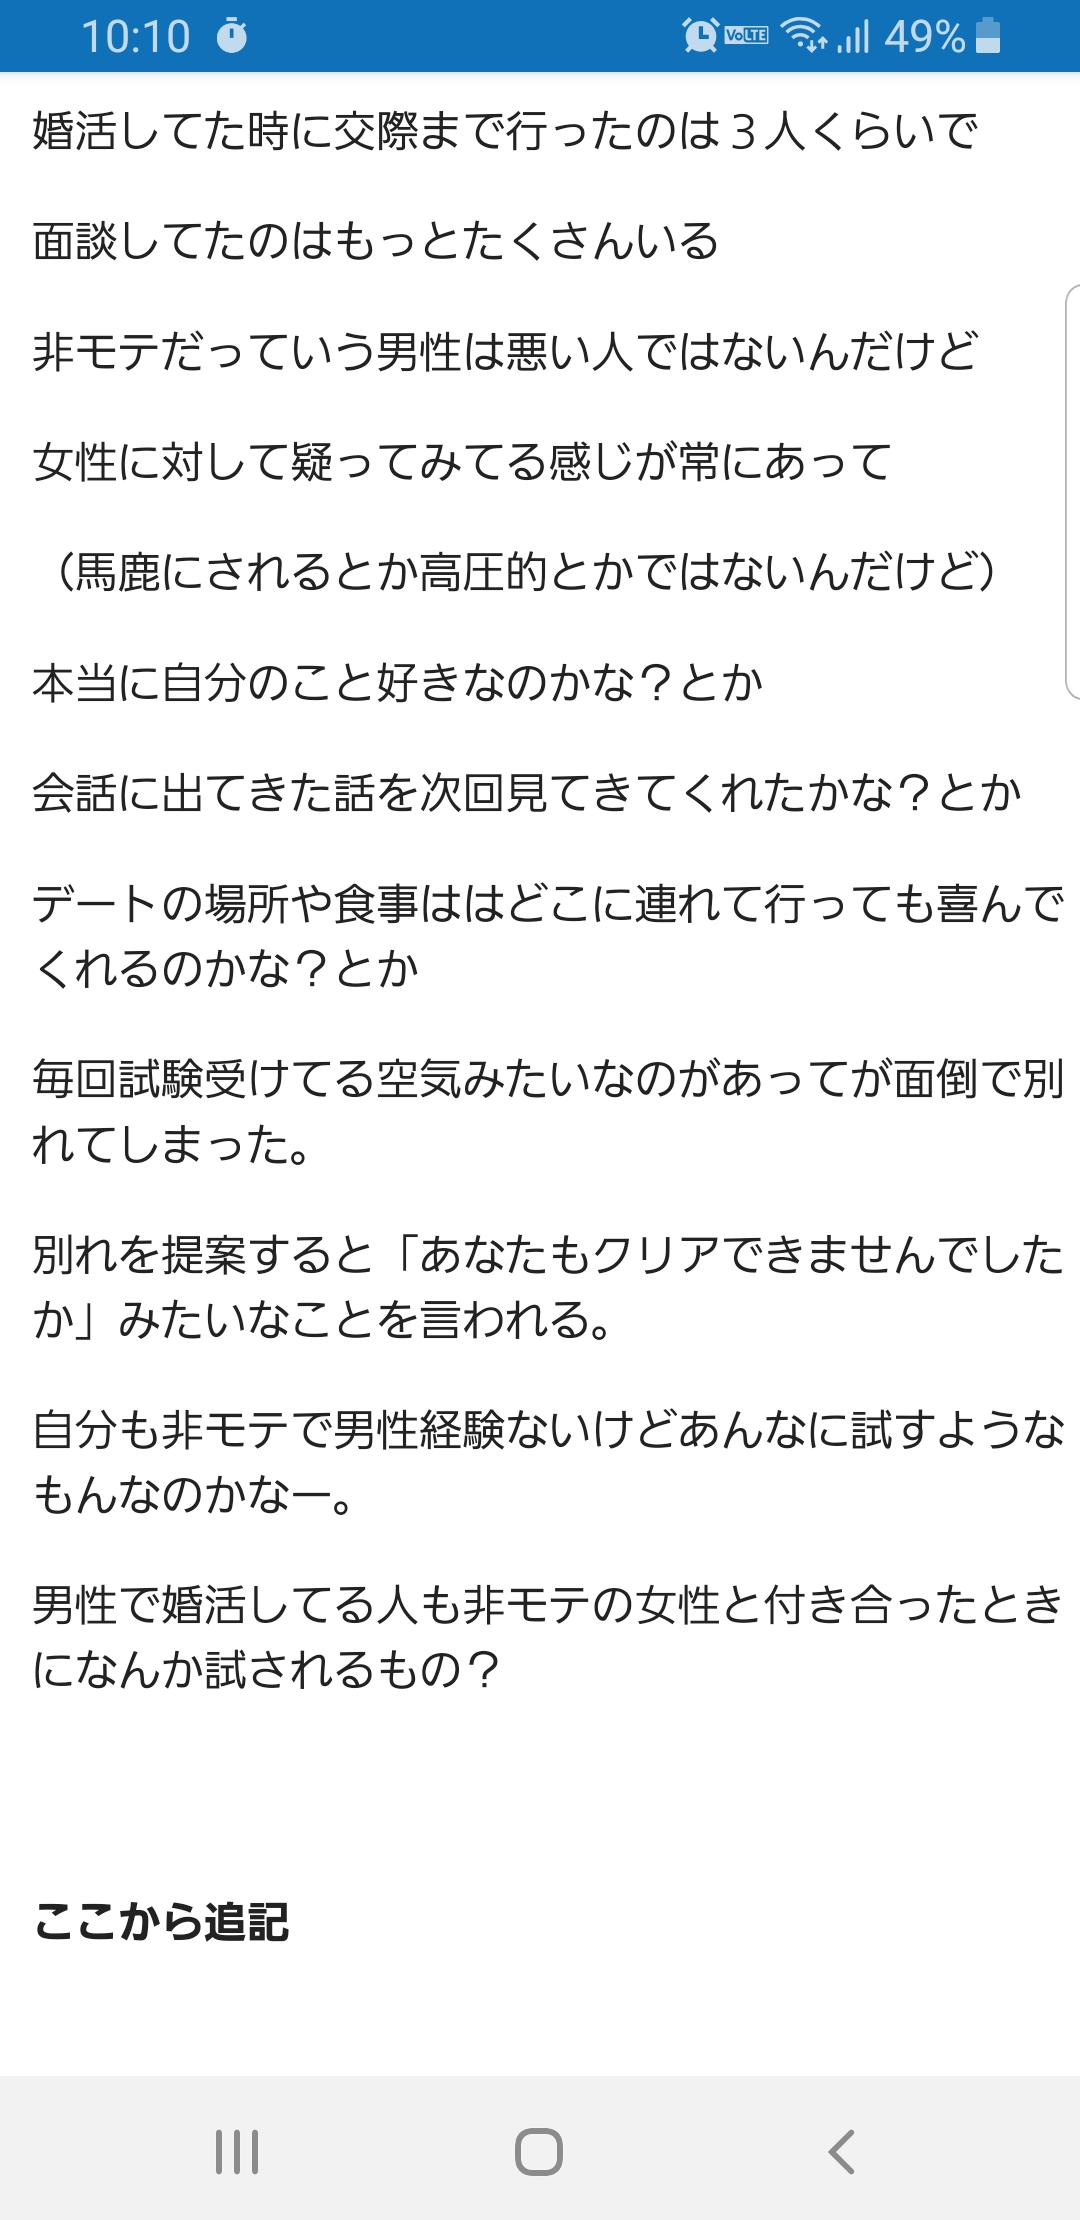 10:10
VoLTE 49%
婚活してた時に交際まで行ったのは３人くらいで
面談してたのはもっとたくさんいる
非モテだっていう男性は悪い人ではないんだけど
女性に対して疑ってみてる感じが常にあって
（馬鹿にされるとか高圧的とかではないんだけど）
本当に自分のこと好きなのかな？とか
会話に出てきた話を次回見てきてくれたかな？とか
デートの場所や食事ははどこに連れて行っても喜んで
くれるのかな？とか
毎回試験受けてる空気みたいなのがあってが面倒で別
れてしまった。
別れを提案すると「あなたもクリアできませんでした
か」みたいなことを言われる。
自分も非モテで男性経験ないけどあんなに試すような
もんなのかなー。
男性で婚活してる人も非モテの女性と付き合ったとき
になんか試されるもの？
ここから追記